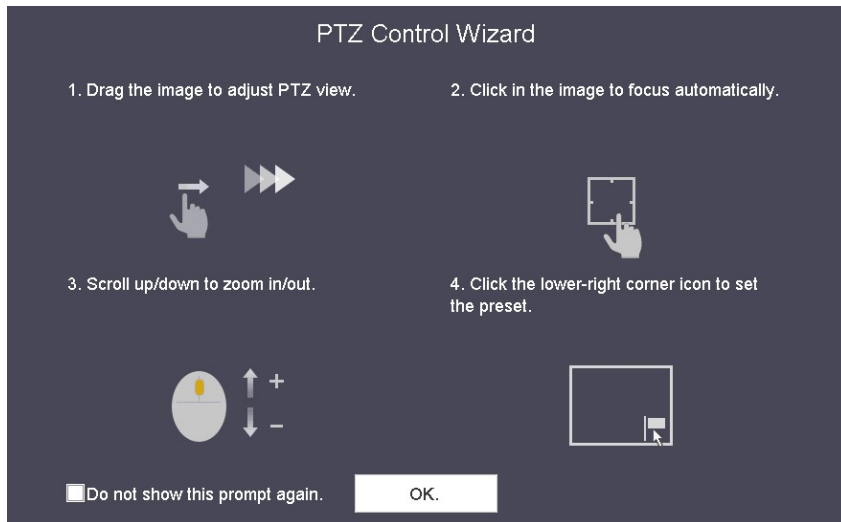 PTZ Control Wizard
1. Drag the image to adjust PTZ view.
2. Click in the image to focus automatically.
3. Scroll up/down to zoom in/out.
4. Click the lower-right corner icon to set
the preset.
Do not show this prompt again.
OK.